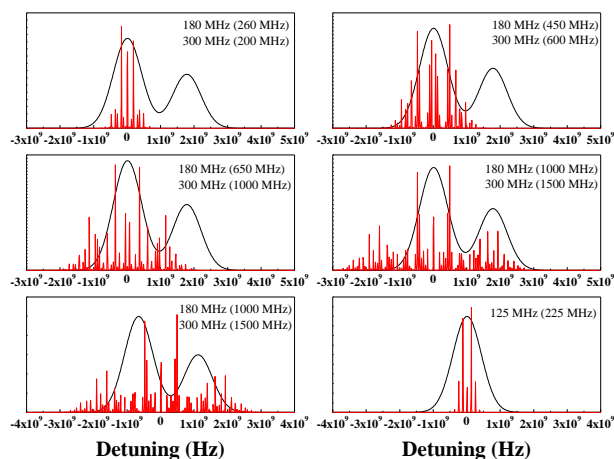 180 MHz (260 MHz)
300 MHz (200 MHz)
-3x10⁹ -2x10⁹ -1x10⁹ 0 1x10⁹ 2x10⁹ 3x10⁹ 4x10⁹ 5x10⁹
180 MHz (450 MHz)
300 MHz (600 MHz)
-3x10⁹ -2x10⁹ -1x10⁹ 0 1x10⁹ 2x10⁹ 3x10⁹ 4x10⁹ 5x10⁹
180 MHz (650 MHz)
300 MHz (1000 MHz)
-3x10⁹ -2x10⁹ -1x10⁹ 0 1x10⁹ 2x10⁹ 3x10⁹ 4x10⁹ 5x10⁹
180 MHz (1000 MHz)
300 MHz (1500 MHz)
-3x10⁹ -2x10⁹ -1x10⁹ 0 1x10⁹ 2x10⁹ 3x10⁹ 4x10⁹ 5x10⁹
180 MHz (1000 MHz)
300 MHz (1500 MHz)
-4x10⁹ -3x10⁹ -2x10⁹ -1x10⁹ 0 1x10⁹ 2x10⁹ 3x10⁹ 4x10⁹
Detuning (Hz)
125 MHz (225 MHz)
-4x10⁹ -3x10⁹ -2x10⁹ -1x10⁹ 0 1x10⁹ 2x10⁹ 3x10⁹ 4x10⁹
Detuning (Hz)